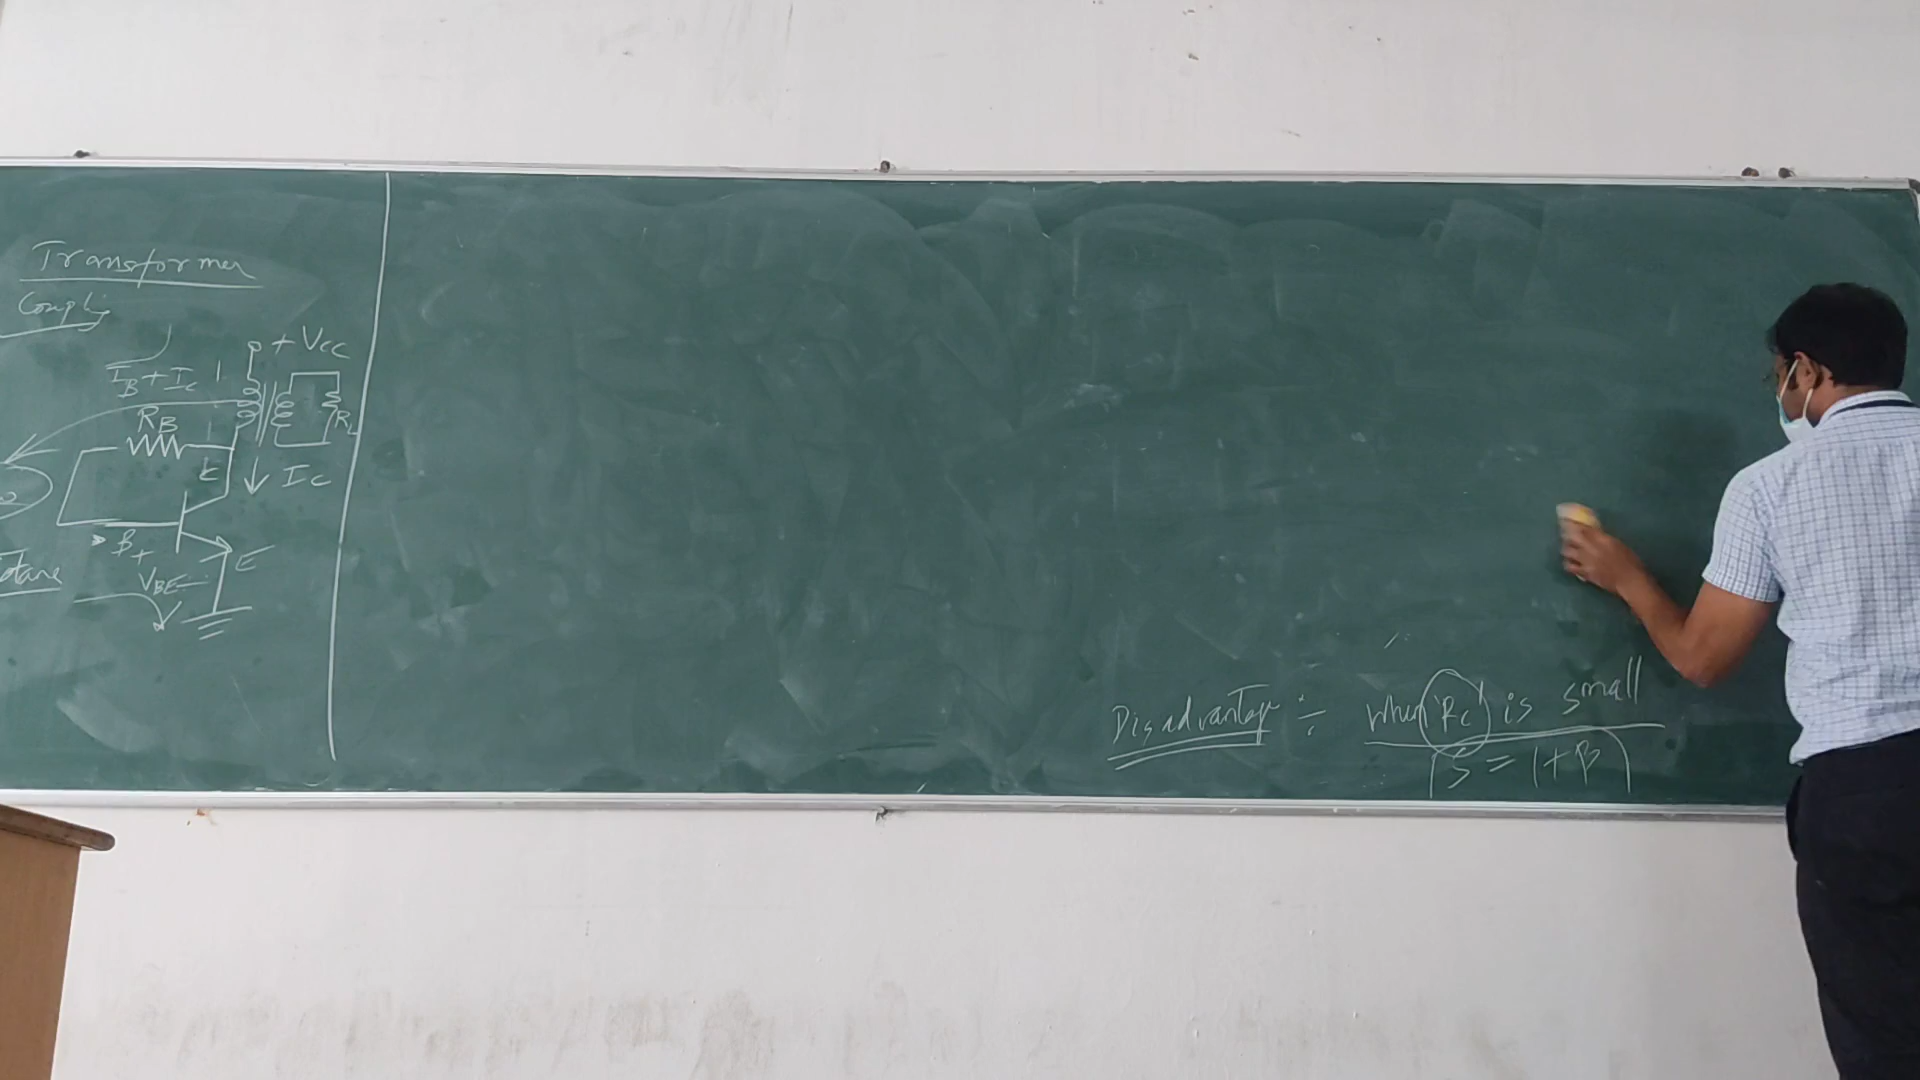 Transformer
Coupling
+ Vcc
IB + Ic
RB
RL
C
Ic
B
+
E
VBE
-
Disadvantage ÷ when 'Rc' is small
S = 1+β